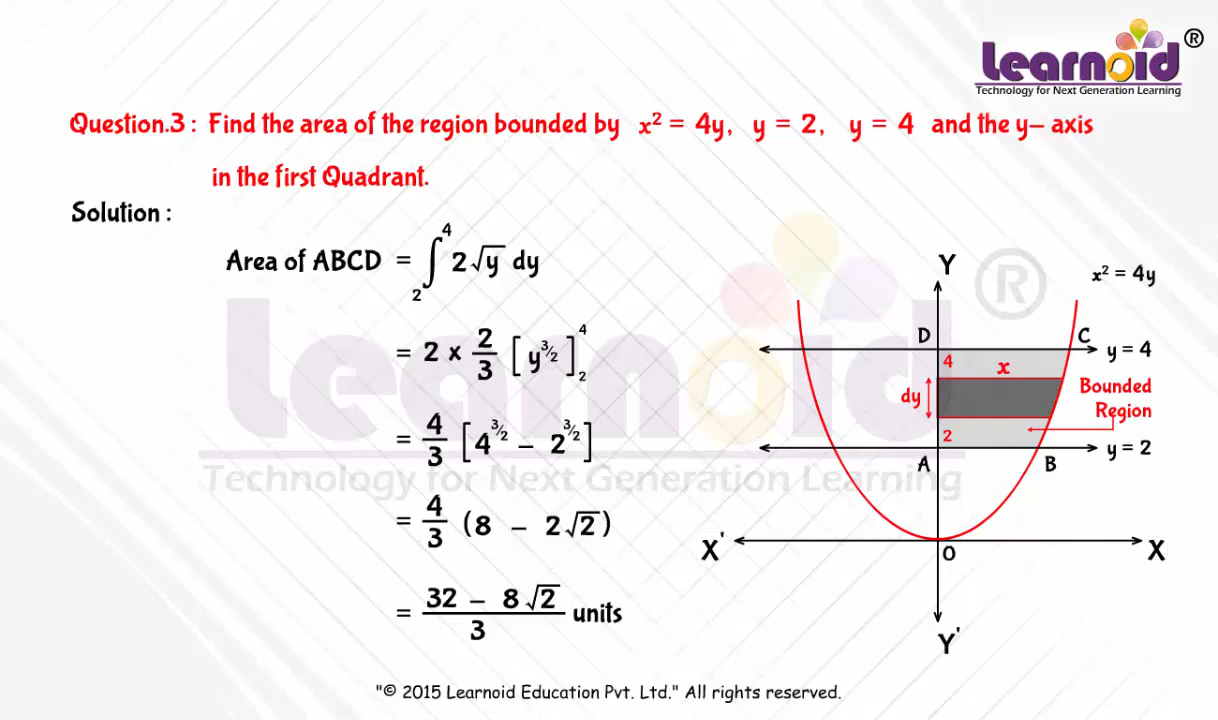 Learnoid ®
Technology for Next Generation Learning
Question.3 : Find the area of the region bounded by x² = 4y, y = 2, y = 4 and the y– axis
in the first Quadrant.
Solution :
Area of ABCD = ∫₂⁴ 2√y dy
= 2 × 2/3 [y^3/2]₂⁴
= 4/3 [4^3/2 – 2^3/2]
= 4/3 (8 – 2√2)
= (32 – 8√2)/3 units
Y
x² = 4y
D
C
y = 4
4
x
dy
Bounded
Region
2
y = 2
A
B
X'
O
X
Y'
Learnoid ®
Technology for Next Generation Learning
"© 2015 Learnoid Education Pvt. Ltd." All rights reserved.